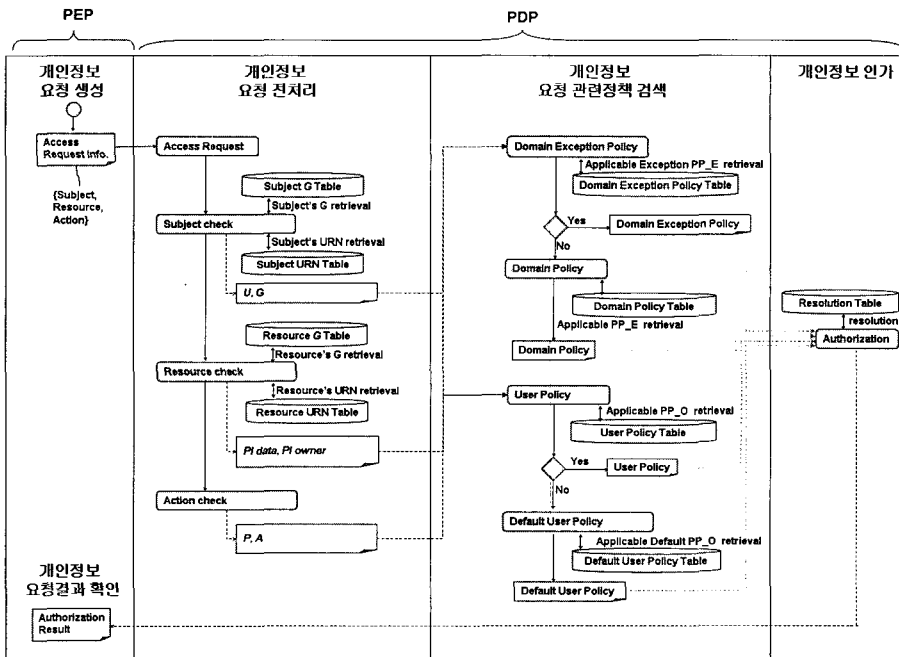 PEP
PDP
개인정보
요청 생성
Access
Request Info.
{Subject,
Resource,
Action}
개인정보
요청결과 확인
Authorization
Result
개인정보
요청 전처리
Access Request
Subject G Table
Subject's G retrieval
Subject check
Subject's URN retrieval
Subject URN Table
U, G
Resource G Table
Resource's G retrieval
Resource check
Resource's URN retrieval
Resource URN Table
PI data, PI owner
Action check
P, A
개인정보
요청 관련정책 검색
Domain Exception Policy
Applicable Exception PP_E retrieval
Domain Exception Policy Table
Yes
Domain Exception Policy
No
Domain Policy
Domain Policy Table
Applicable PP_E retrieval
Domain Policy
User Policy
Applicable PP_O retrieval
User Policy Table
Yes
User Policy
No
Default User Policy
Applicable Default PP_O retrieval
Default User Policy Table
Default User Policy
개인정보 인가
Resolution Table
resolution
Authorization